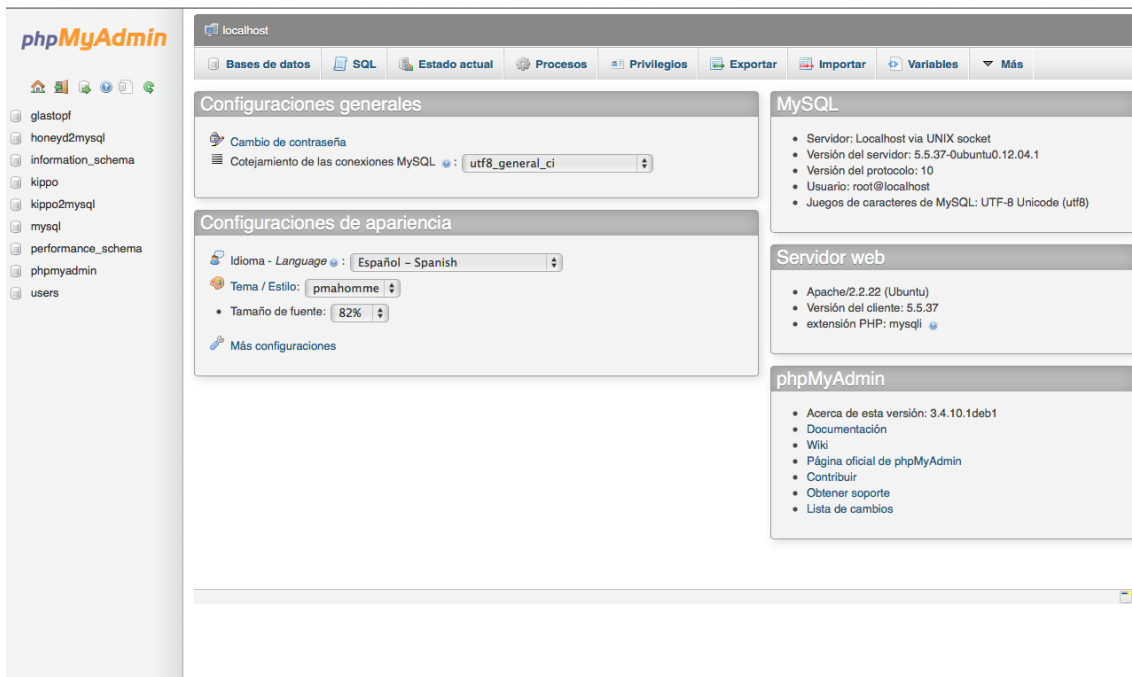 phpMyAdmin
glastopf
honeyd2mysql
information_schema
kippo
kippo2mysql
mysql
performance_schema
phpmyadmin
users
localhost
Bases de datos SQL Estado actual Procesos Privilegios Exportar Importar Variables Más
Configuraciones generales
Cambio de contraseña
Cotejamiento de las conexiones MySQL : utf8_general_ci
Configuraciones de apariencia
Idioma - Language : Español – Spanish
Tema / Estilo: pmahomme
Tamaño de fuente: 82%
Más configuraciones
MySQL
Servidor: Localhost via UNIX socket
Versión del servidor: 5.5.37-0ubuntu0.12.04.1
Versión del protocolo: 10
Usuario: root@localhost
Juegos de caracteres de MySQL: UTF-8 Unicode (utf8)
Servidor web
Apache/2.2.22 (Ubuntu)
Versión del cliente: 5.5.37
extensión PHP: mysqli
phpMyAdmin
Acerca de esta versión: 3.4.10.1deb1
Documentación
Wiki
Página oficial de phpMyAdmin
Contribuir
Obtener soporte
Lista de cambios